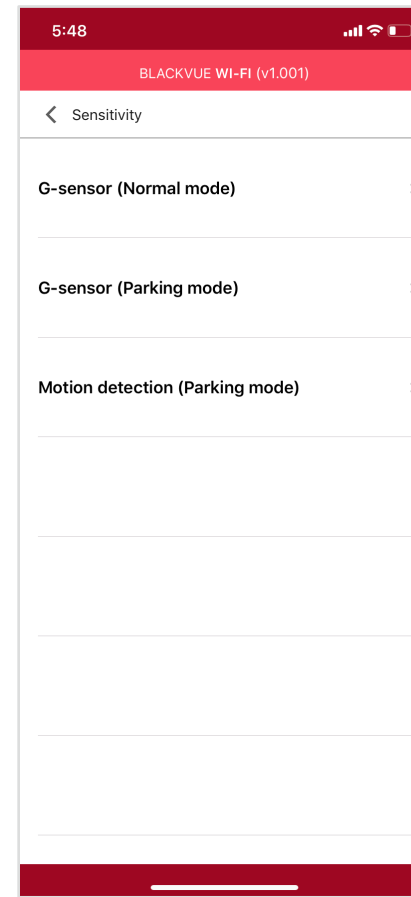 5:48
BLACKVUE WI-FI (v1.001)
Sensitivity
G-sensor (Normal mode)
G-sensor (Parking mode)
Motion detection (Parking mode)